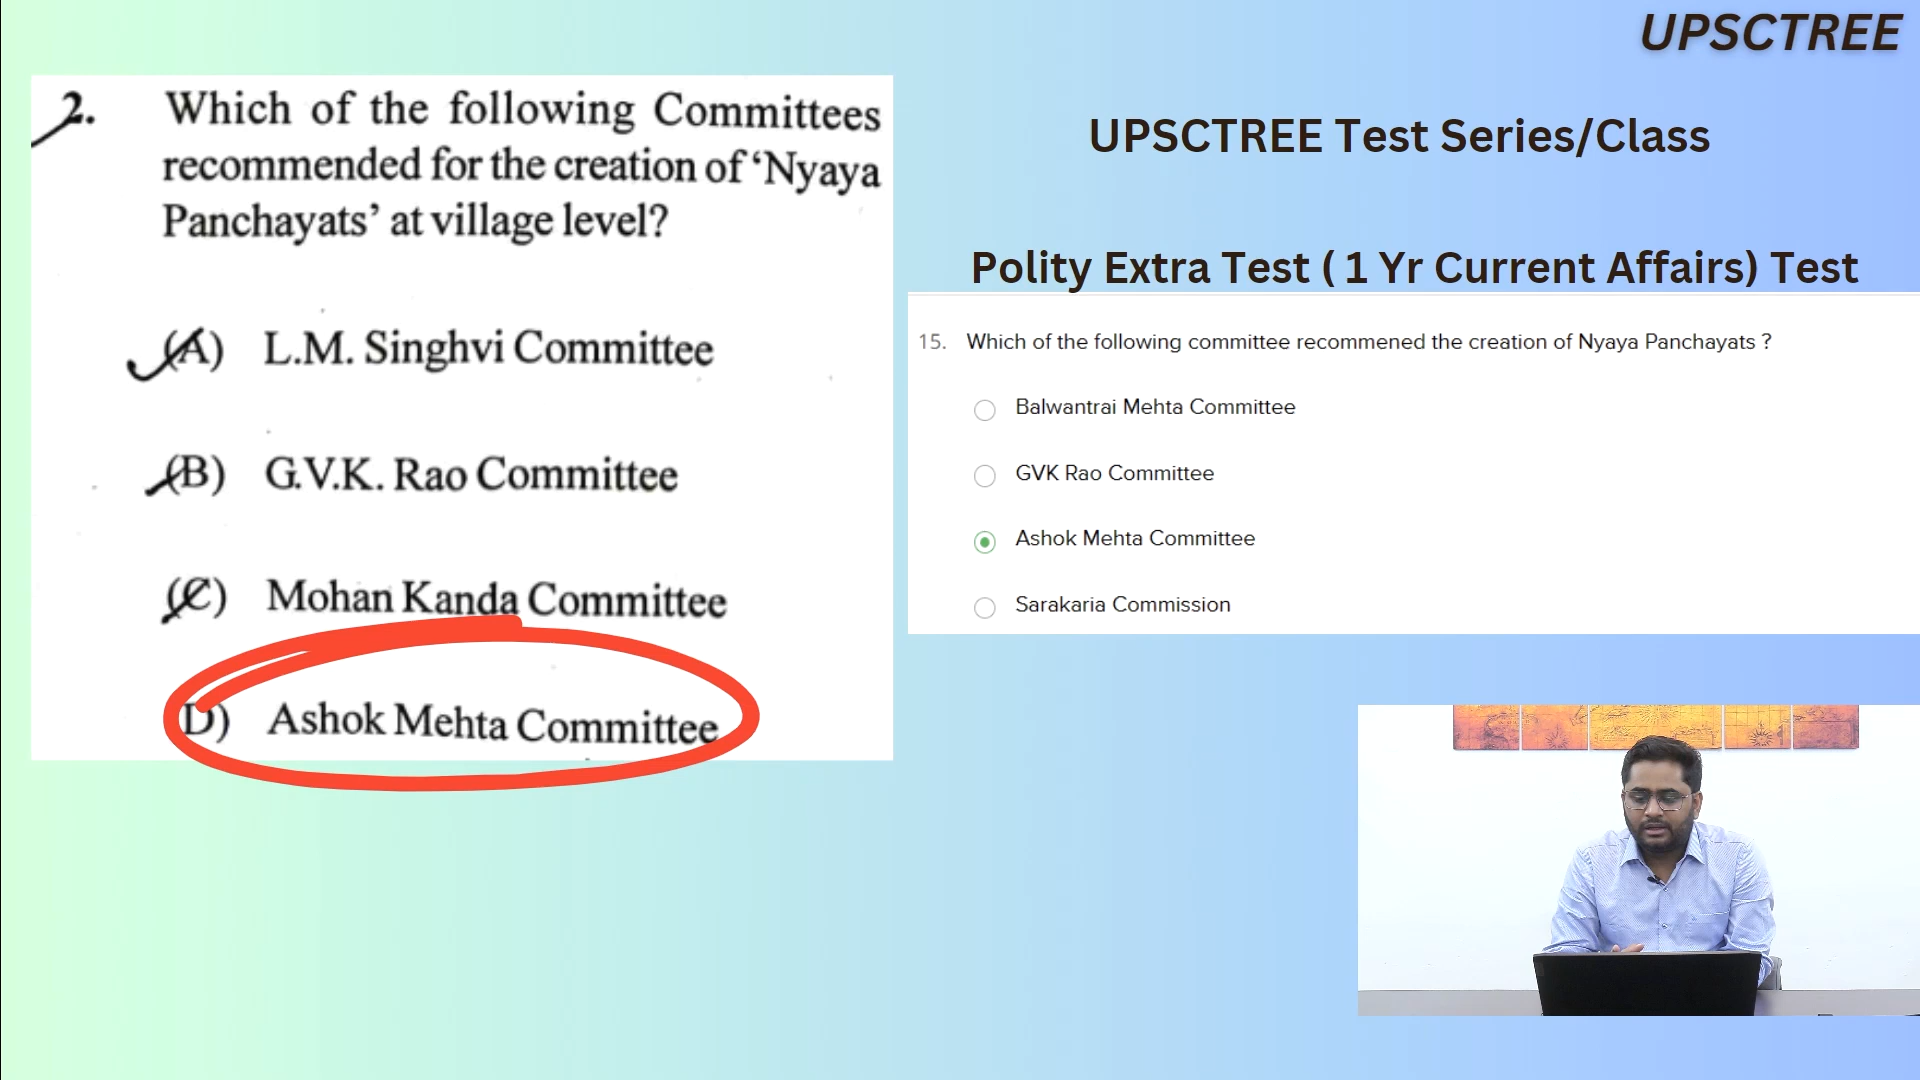 UPSCTREE
2. Which of the following Committees
recommended for the creation of ‘Nyaya
Panchayats’ at village level?
(A) L.M. Singhvi Committee
(B) G.V.K. Rao Committee
(C) Mohan Kanda Committee
D) Ashok Mehta Committee
UPSCTREE Test Series/Class
Polity Extra Test ( 1 Yr Current Affairs) Test
15. Which of the following committee recommened the creation of Nyaya Panchayats ?
Balwantrai Mehta Committee
GVK Rao Committee
Ashok Mehta Committee
Sarakaria Commission